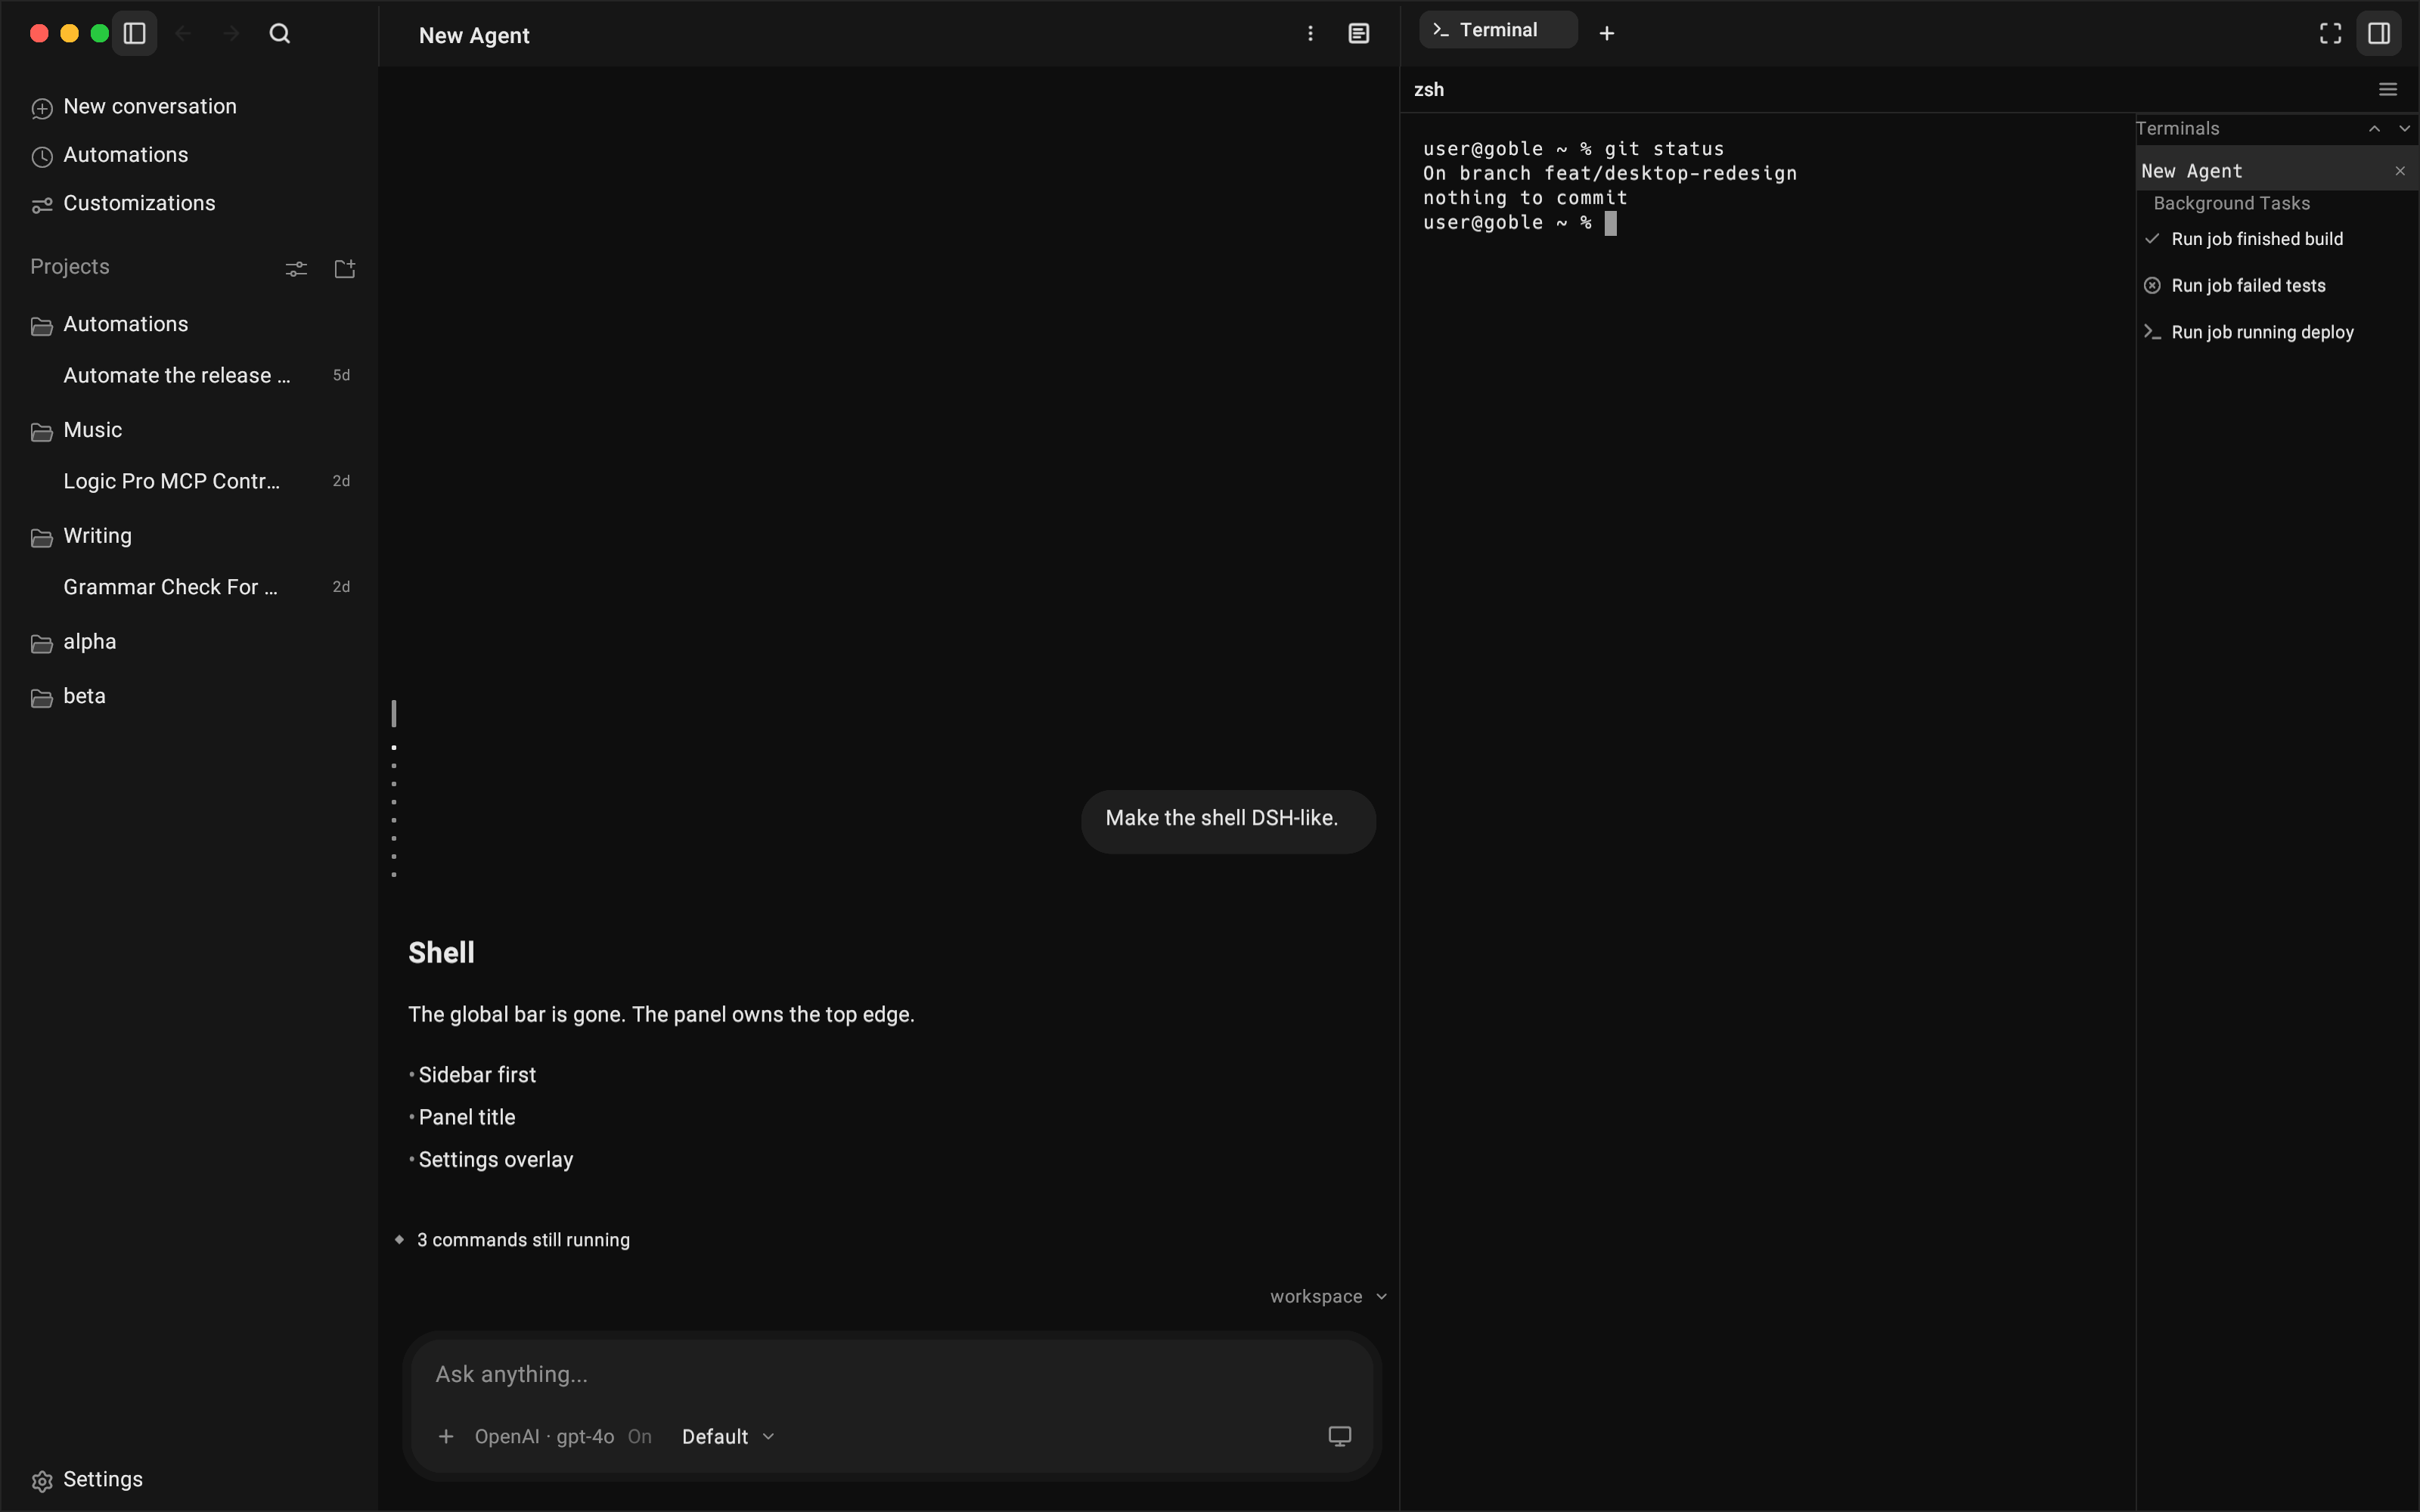 New Agent
Terminal
New conversation
Automations
Customizations
Projects
Automations
Automate the release ... 5d
Music
Logic Pro MCP Contr... 2d
Writing
Grammar Check For ... 2d
alpha
beta
Settings
Make the shell DSH-like.
Shell
The global bar is gone. The panel owns the top edge.
• Sidebar first
• Panel title
• Settings overlay
3 commands still running
workspace
Ask anything...
OpenAI · gpt-4o On Default
zsh
user@goble ~ % git status
On branch feat/desktop-redesign
nothing to commit
user@goble ~ %
Terminals
New Agent
Background Tasks
Run job finished build
Run job failed tests
Run job running deploy